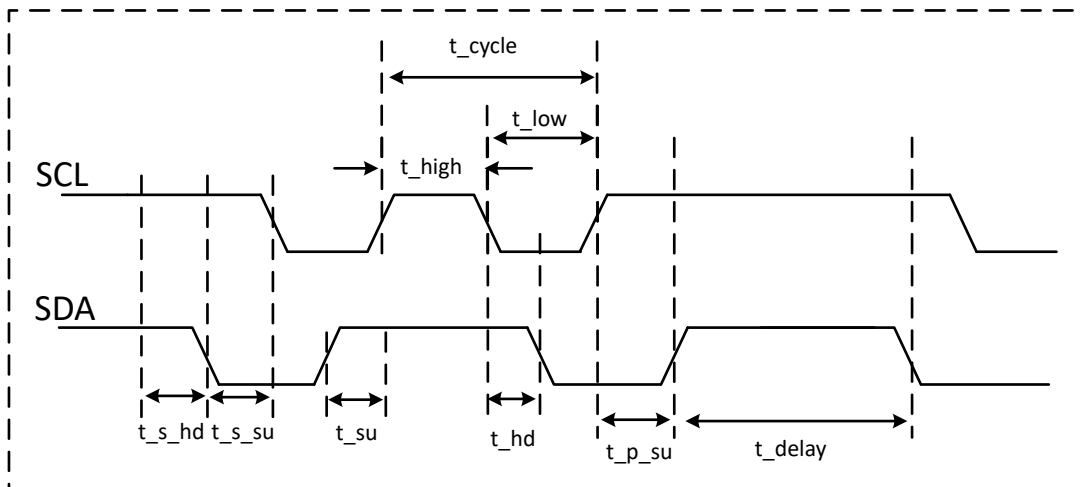 t_cycle
t_low
t_high
SCL
SDA
t_s_hd
t_s_su
t_su
t_hd
t_p_su
t_delay